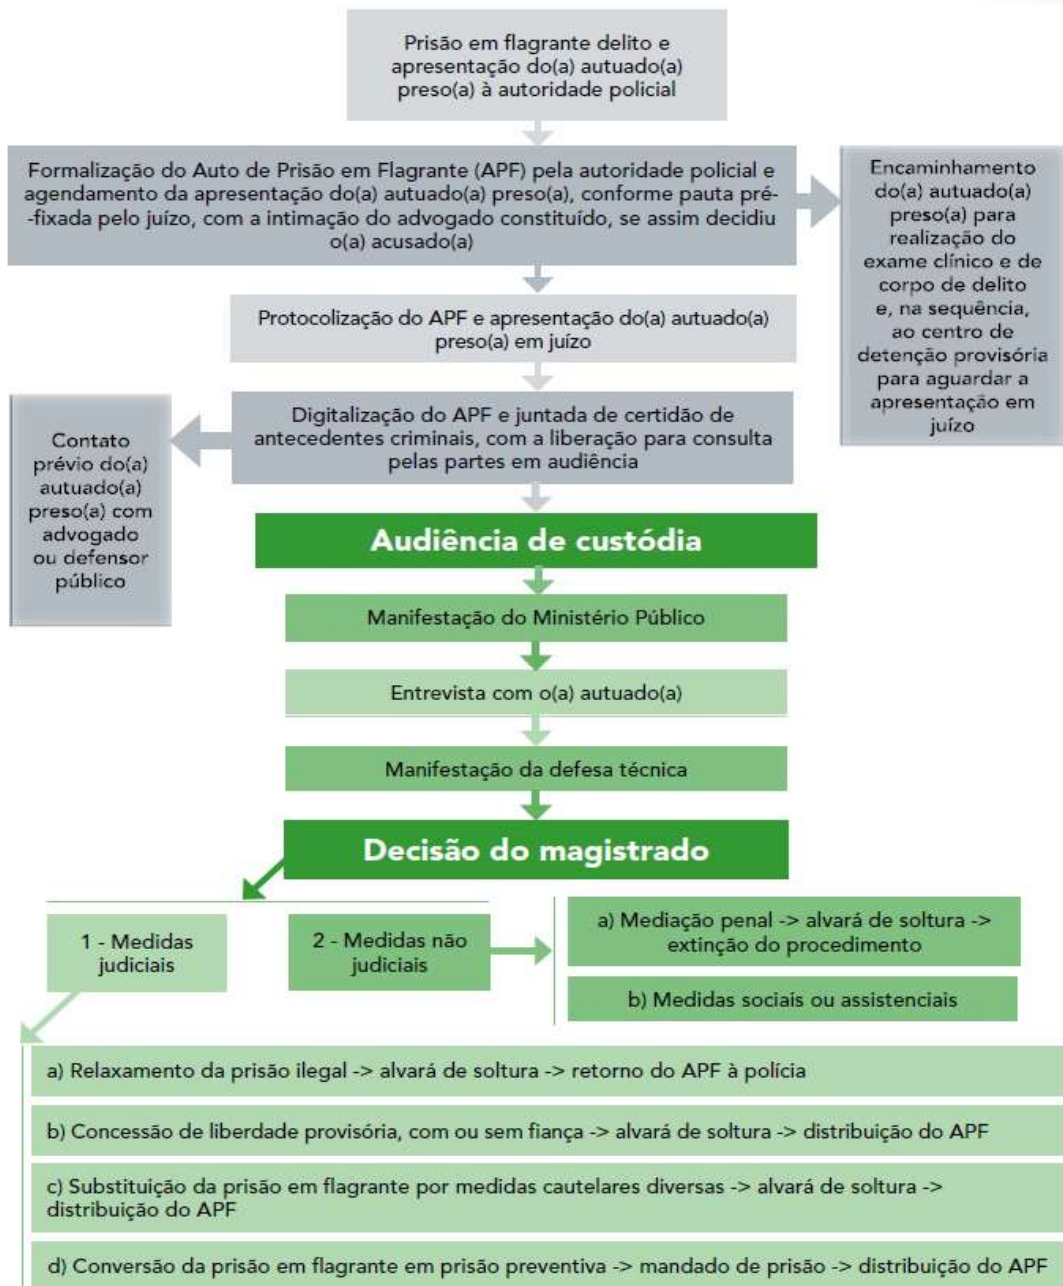 Prisão em flagrante delito e
apresentação do(a) autuado(a)
preso(a) à autoridade policial
Formalização do Auto de Prisão em Flagrante (APF) pela autoridade policial e
agendamento da apresentação do(a) autuado(a) preso(a), conforme pauta pré-
-fixada pelo juízo, com a intimação do advogado constituído, se assim decidiu
o(a) acusado(a)
Encaminhamento
do(a) autuado(a)
preso(a) para
realização do
exame clínico e de
corpo de delito
e, na sequência,
ao centro de
detenção provisória
para aguardar a
apresentação em
juízo
Protocolização do APF e apresentação do(a) autuado(a)
preso(a) em juízo
Digitalização do APF e juntada de certidão de
antecedentes criminais, com a liberação para consulta
pelas partes em audiência
Contato
prévio do(a)
autuado(a)
preso(a) com
advogado
ou defensor
público
Audiência de custódia
Manifestação do Ministério Público
Entrevista com o(a) autuado(a)
Manifestação da defesa técnica
Decisão do magistrado
1 - Medidas
judiciais
2 - Medidas não
judiciais
a) Mediação penal -> alvará de soltura ->
extinção do procedimento
b) Medidas sociais ou assistenciais
a) Relaxamento da prisão ilegal -> alvará de soltura -> retorno do APF à polícia
b) Concessão de liberdade provisória, com ou sem fiança -> alvará de soltura -> distribuição do APF
c) Substituição da prisão em flagrante por medidas cautelares diversas -> alvará de soltura ->
distribuição do APF
d) Conversão da prisão em flagrante em prisão preventiva -> mandado de prisão -> distribuição do APF